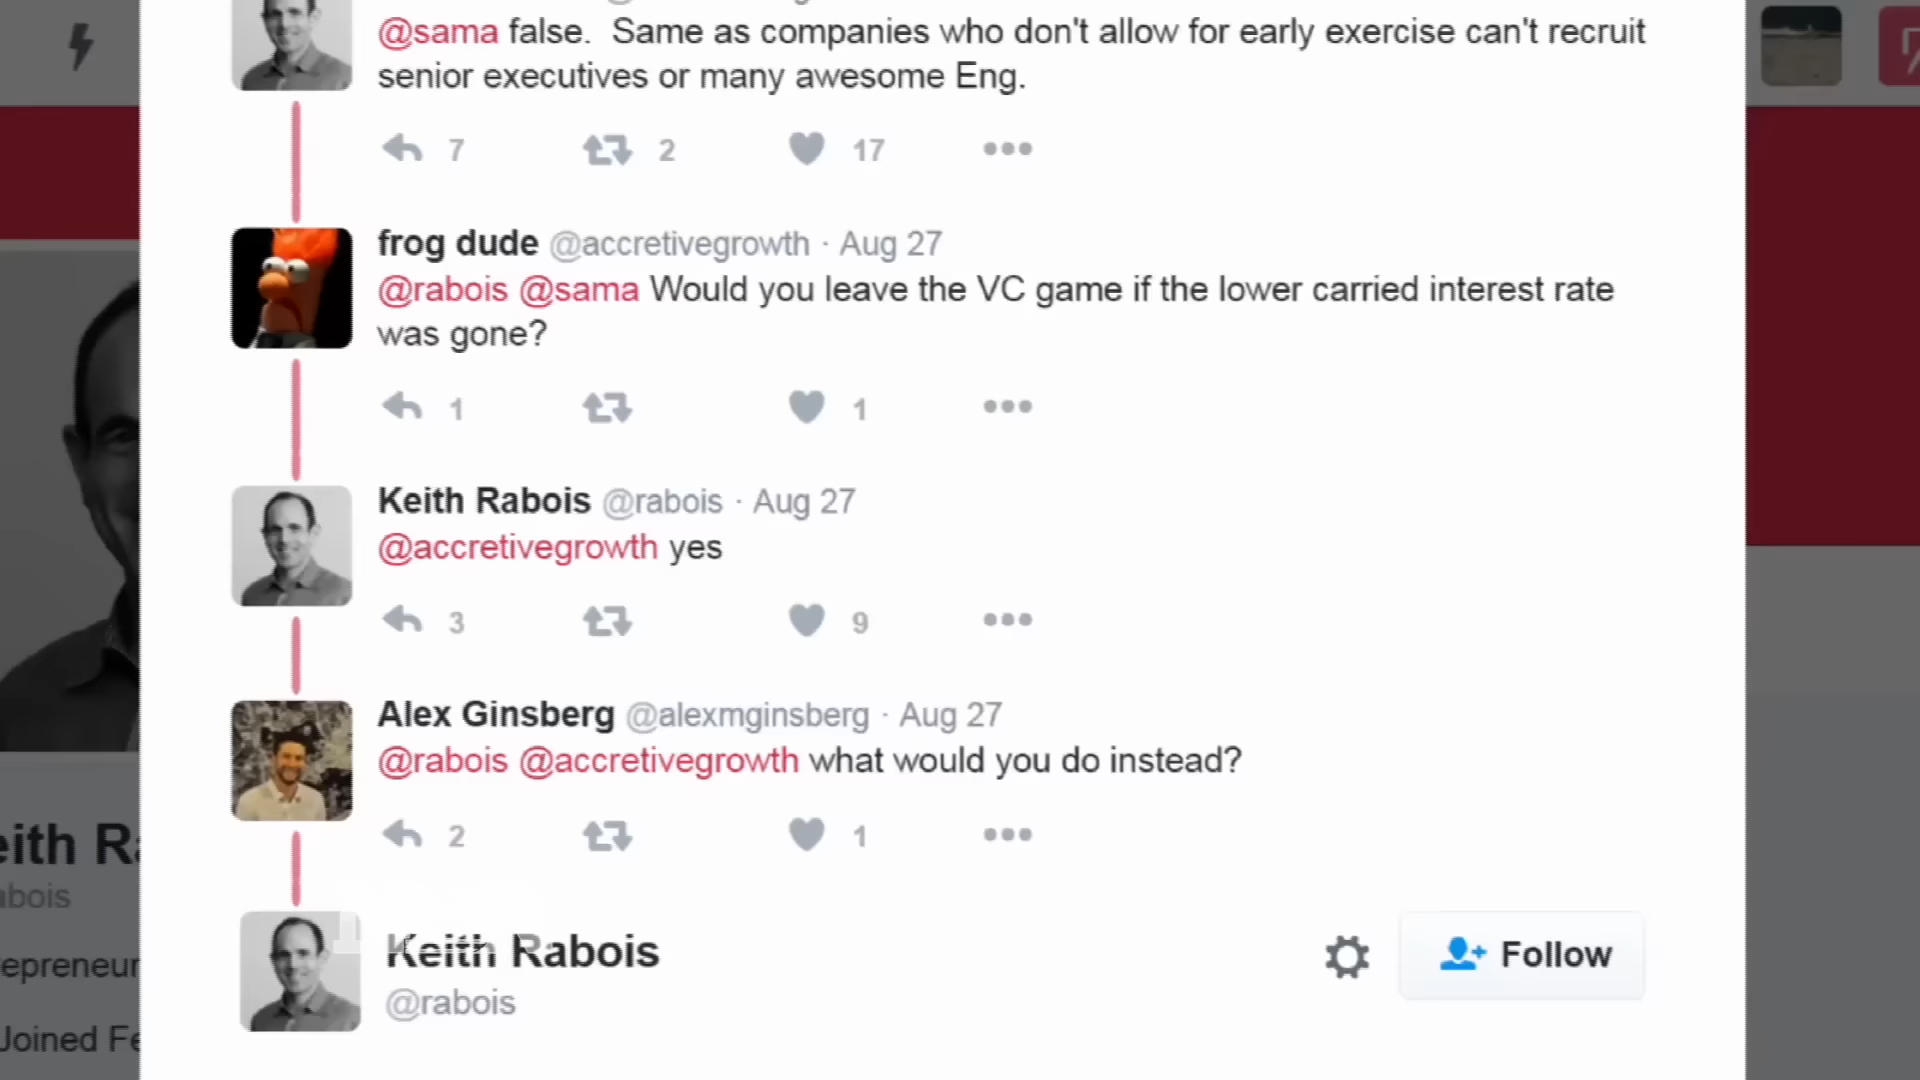 @sama false. Same as companies who don't allow for early exercise can't recruit
senior executives or many awesome Eng.
7 2 17
frog dude @accretivegrowth · Aug 27
@rabois @sama Would you leave the VC game if the lower carried interest rate
was gone?
1 1
Keith Rabois @rabois · Aug 27
@accretivegrowth yes
3 9
Alex Ginsberg @alexmginsberg · Aug 27
@rabois @accretivegrowth what would you do instead?
2 1
eith Ra
abois
Keith Rabois
Follow
@rabois
epreneur
Joined Fe